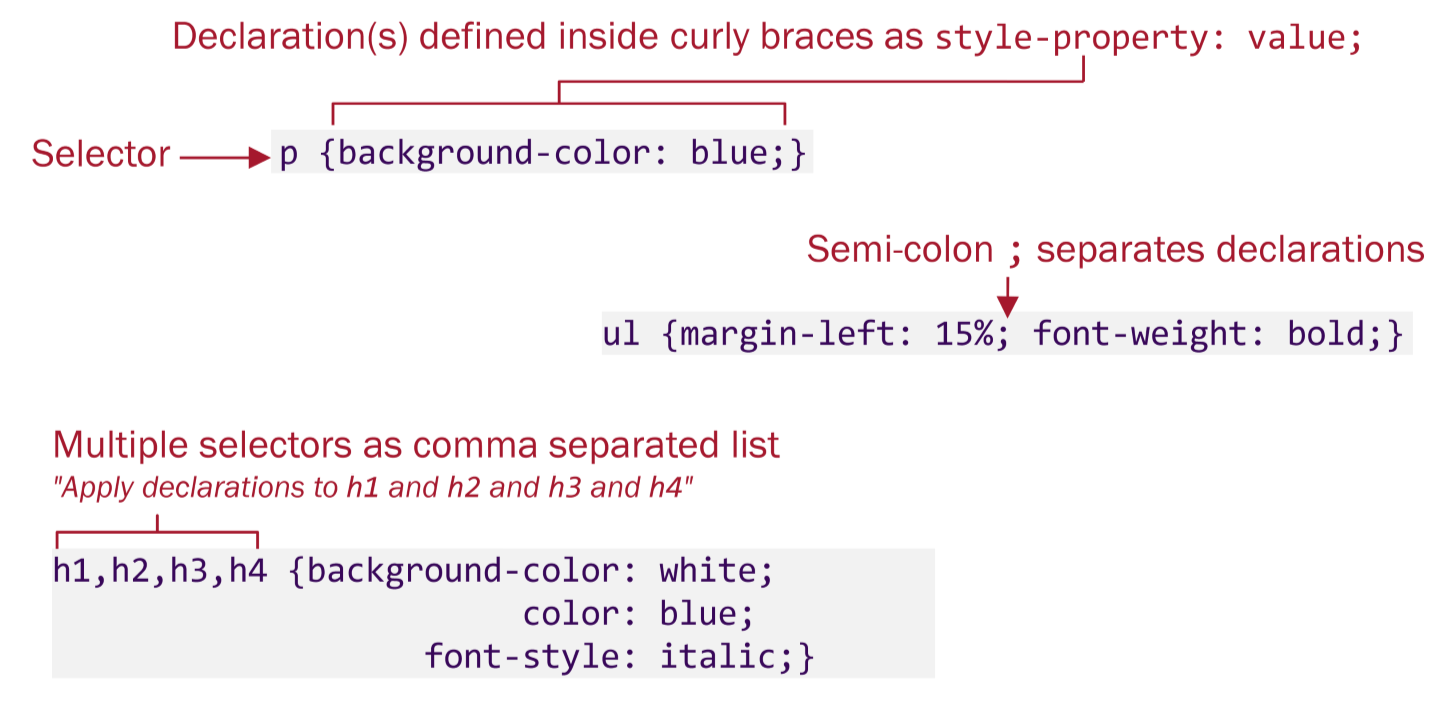 Declaration(s) defined inside curly braces as style-property: value;
Selector
p {background-color: blue;}
Semi-colon ; separates declarations
ul {margin-left: 15%; font-weight: bold;}
Multiple selectors as comma separated list
"Apply declarations to h1 and h2 and h3 and h4"
h1,h2,h3,h4 {background-color: white;
color: blue;
font-style: italic;}